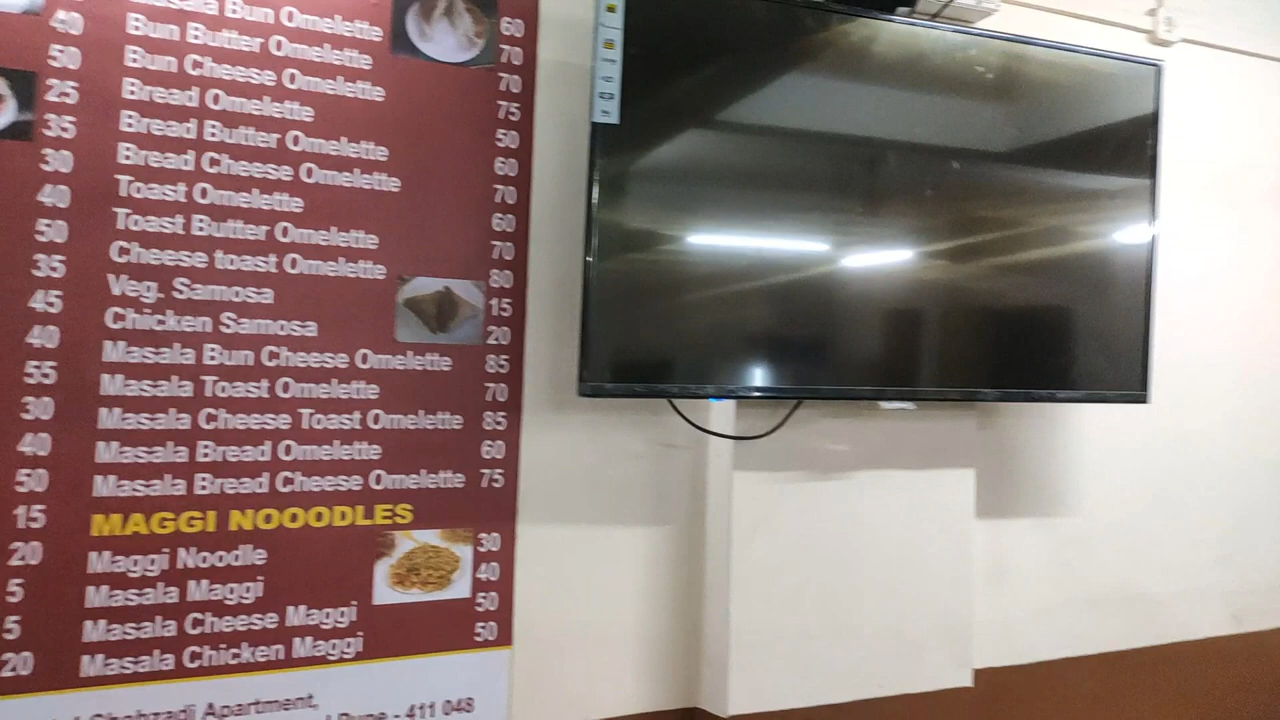 40
50
25
35
30
40
50
35
45
40
55
30
40
50
15
20
5
5
20
60
Masala Bun Omelette 70
Bun Butter Omelette 70
Bun Cheese Omelette 75
Bread Omelette 50
Bread Butter Omelette 60
Bread Cheese Omelette 70
Toast Omelette 60
Toast Butter Omelette 70
Cheese toast Omelette 80
Veg. Samosa 15
Chicken Samosa 20
Masala Bun Cheese Omelette 85
Masala Toast Omelette 70
Masala Cheese Toast Omelette 85
Masala Bread Omelette 60
Masala Bread Cheese Omelette 75
MAGGI NOOODLES
Maggi Noodle 30
Masala Maggi 40
Masala Cheese Maggi 50
Masala Chicken Maggi 50
Shahzadi Apartment,
Pune - 411 048